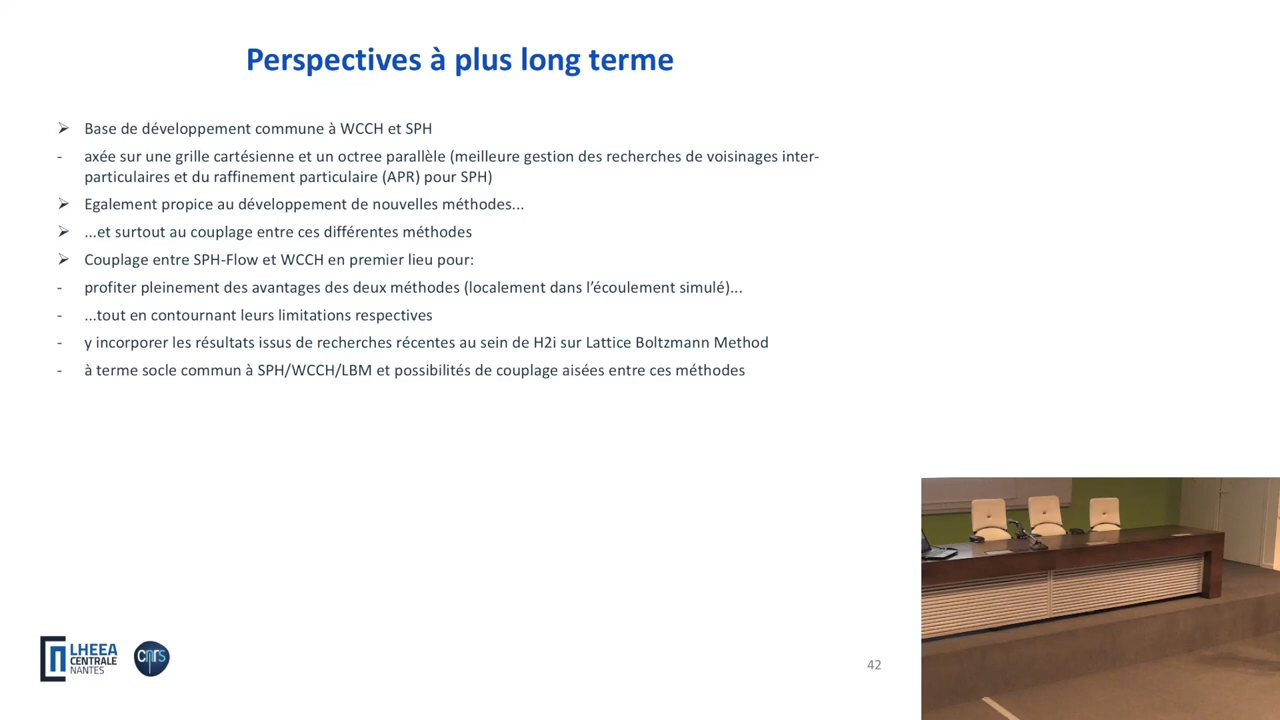 Perspectives à plus long terme
➢ Base de développement commune à WCCH et SPH
- axée sur une grille cartésienne et un octree parallèle (meilleure gestion des recherches de voisinages inter-
particulaires et du raffinement particulaire (APR) pour SPH)
➢ Egalement propice au développement de nouvelles méthodes...
➢ ...et surtout au couplage entre ces différentes méthodes
➢ Couplage entre SPH-Flow et WCCH en premier lieu pour:
- profiter pleinement des avantages des deux méthodes (localement dans l’écoulement simulé)...
- ...tout en contournant leurs limitations respectives
- y incorporer les résultats issus de recherches récentes au sein de H2i sur Lattice Boltzmann Method
- à terme socle commun à SPH/WCCH/LBM et possibilités de couplage aisées entre ces méthodes
LHEEA
CENTRALE
NANTES
cnrs
42